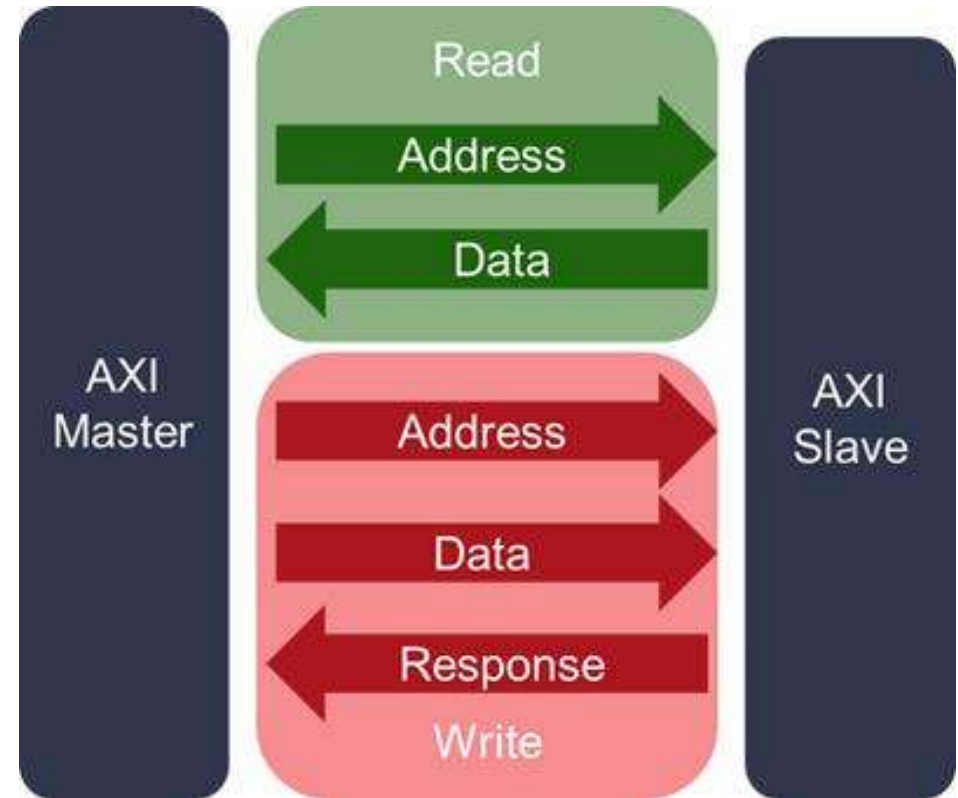 AXI
Master
Read
Address
Data
Address
Data
Response
Write
AXI
Slave